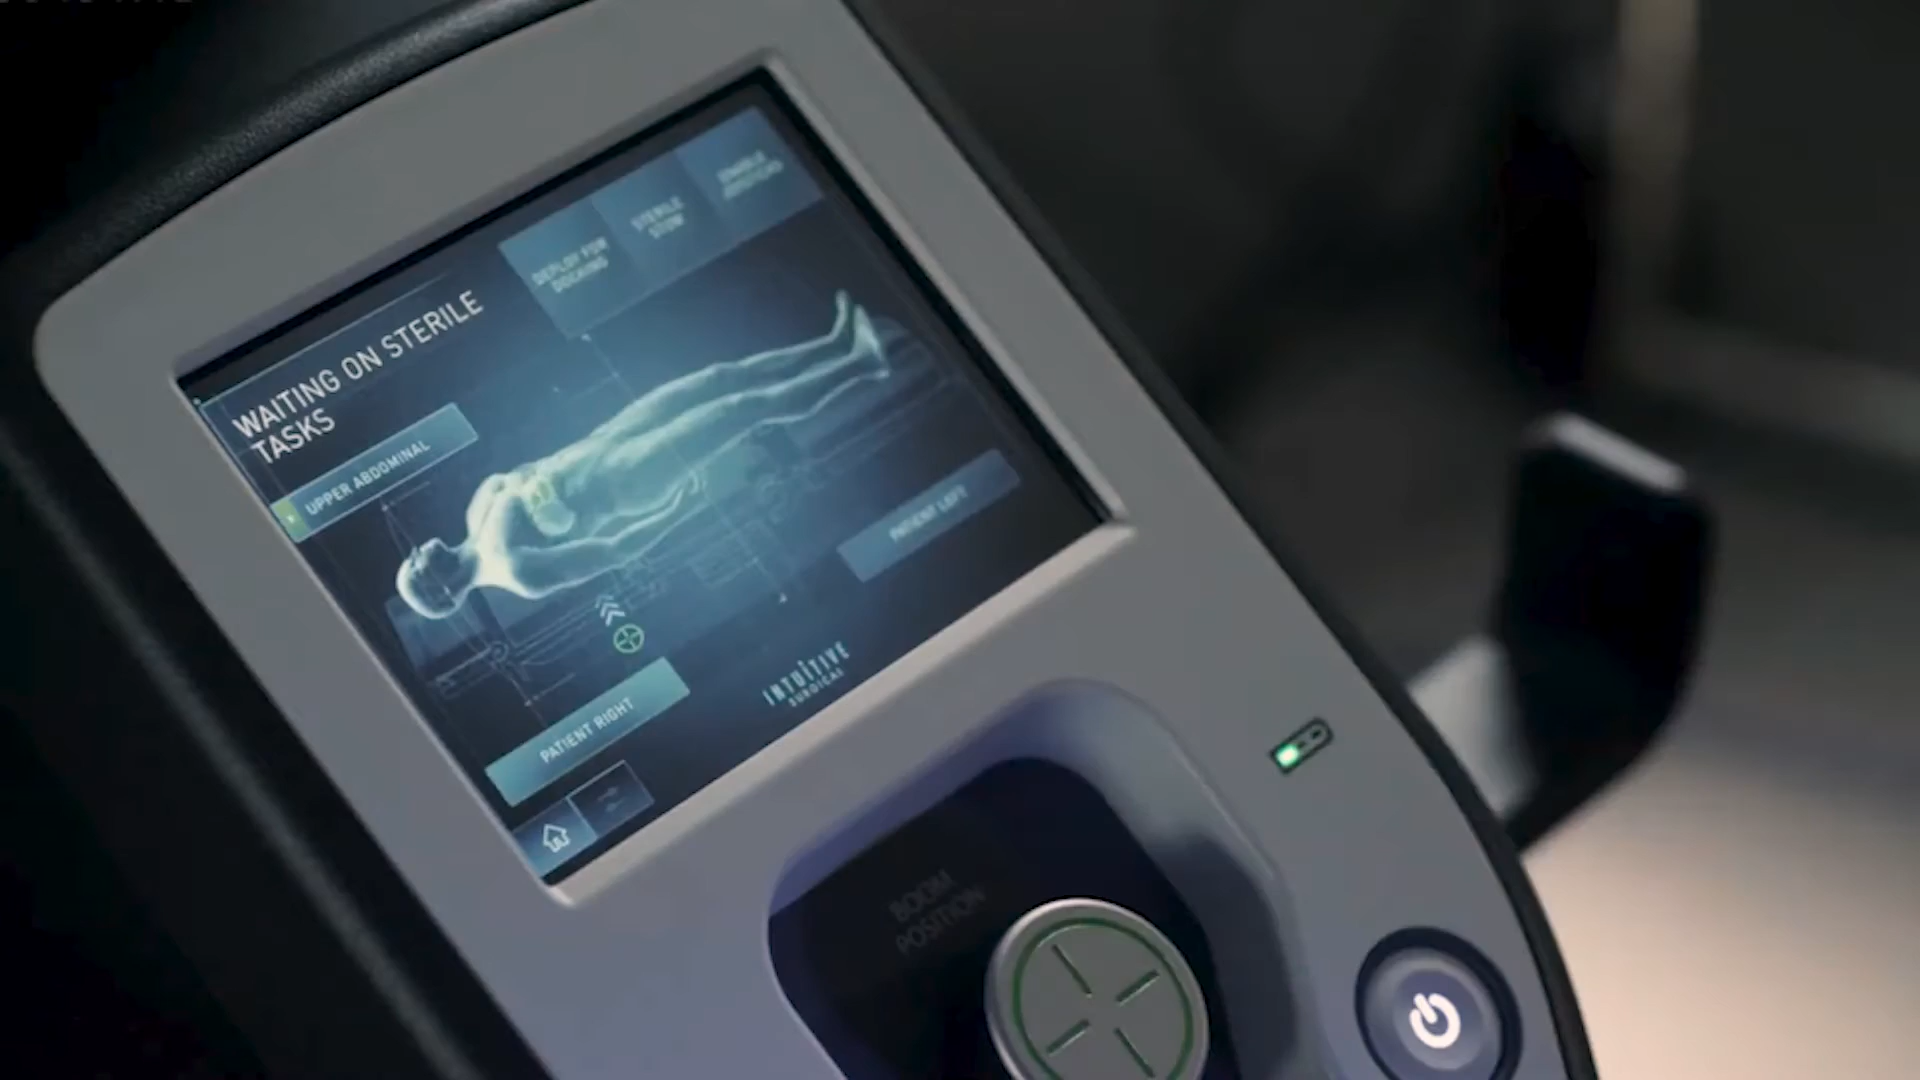 WAITING ON STERILE
TASKS
DEPLOY FOR
DOCKING
STERILE
STOW
UPPER ABDOMINAL
PATIENT LEFT
PATIENT RIGHT
INTUITIVE
SURGICAL
BOOM
POSITION